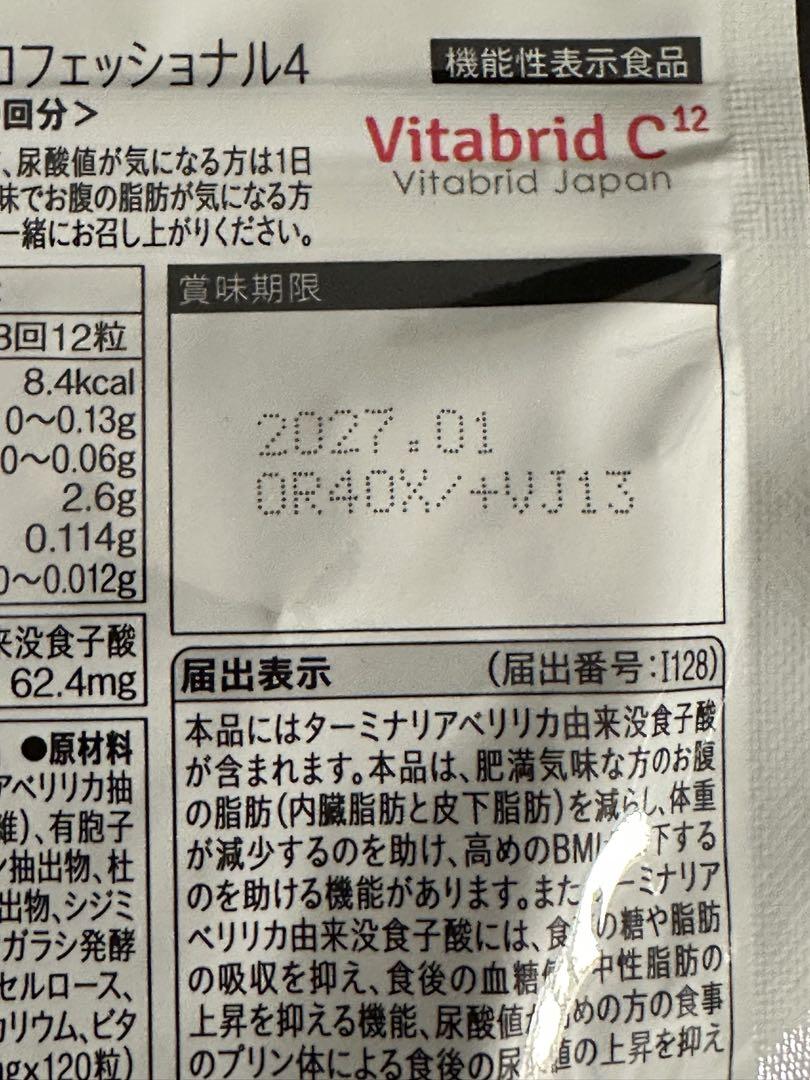 ロフェッショナル4
回分>
、尿酸値が気になる方は1日
味でお腹の脂肪が気になる方
一緒にお召し上がりください。
機能性表示食品
Vitabrid C12
Vitabrid Japan
3回12粒
8.4kcal
0〜0.13g
0〜0.06g
2.6g
0.114g
0〜0.012g
来没食子酸
62.4mg
●原材料
アベリリカ抽
維)、有胞子
ン抽出物、杜
出物、シジミ
ガラシ発酵
セルロース、
カリウム、ビタ
mg×120粒)
賞味期限
2027.01
OR4OX/+VJ13
届出表示 (届出番号:I128)
本品にはターミナリアベリリカ由来没食子酸
が含まれます。本品は、肥満気味な方のお腹
の脂肪(内臓脂肪と皮下脂肪)を減らし、体重
が減少するのを助け、高めのBMI 下する
のを助ける機能があります。また ーミナリア
ベリリカ由来没食子酸には、食 の糖や脂肪
の吸収を抑え、食後の血糖 中性脂肪の
上昇を抑える機能、尿酸値 めの方の食事
のプリン体による食後の尿 値の上昇を抑え